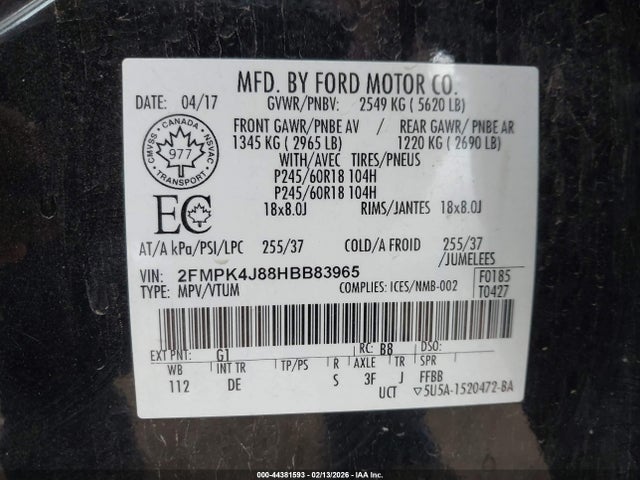 MFD. BY FORD MOTOR CO.
DATE: 04/17
GVWR/PNBV: 2549 KG ( 5620 LB)
FRONT GAWR/PNBE AV / REAR GAWR/ PNBE AR
1345 KG ( 2965 LB) 1220 KG ( 2690 LB)
WITH/AVEC TIRES/PNEUS
P245/60R18 104H
P245/60R18 104H
18x8.0J RIMS/JANTES 18x8.0J
CMVSS · CANADA · NSVAC · TRANSPORT
977
EC
AT/A kPa/PSI/LPC 255/37 COLD/A FROID 255/37
/JUMELEES
VIN: 2FMPK4J88HBB83965
TYPE: MPV/VTUM COMPLIES: ICES/NMB-002
F0185
T0427
EXT PNT: G1 RC: B8 DSO:
WB INT TR TP/PS R AXLE TR SPR
112 DE S 3F J FFBB
UCT ▽5U5A-1520472-BA
000-44381593 - 02/13/2026 - IAA Inc.